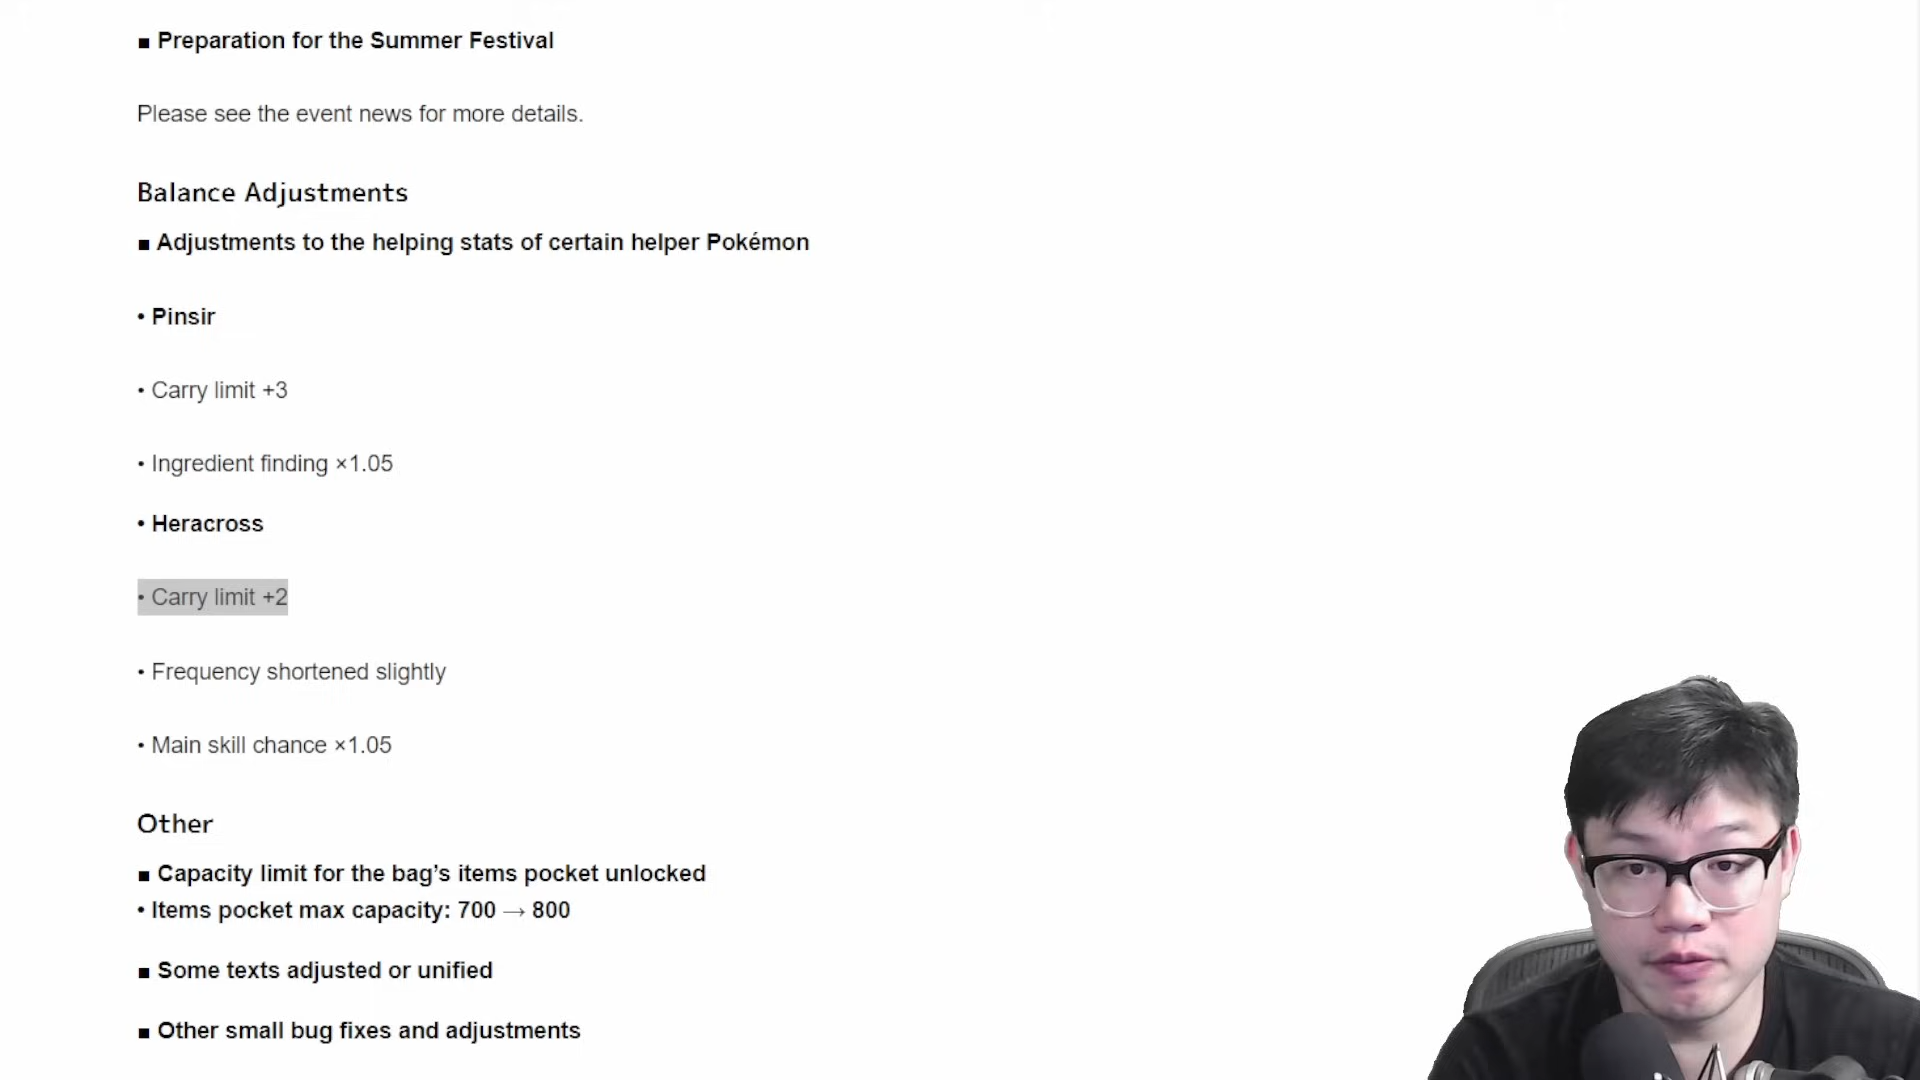 ■ Preparation for the Summer Festival
Please see the event news for more details.
Balance Adjustments
■ Adjustments to the helping stats of certain helper Pokémon
• Pinsir
• Carry limit +3
• Ingredient finding ×1.05
• Heracross
• Carry limit +2
• Frequency shortened slightly
• Main skill chance ×1.05
Other
■ Capacity limit for the bag’s items pocket unlocked
• Items pocket max capacity: 700 → 800
■ Some texts adjusted or unified
■ Other small bug fixes and adjustments